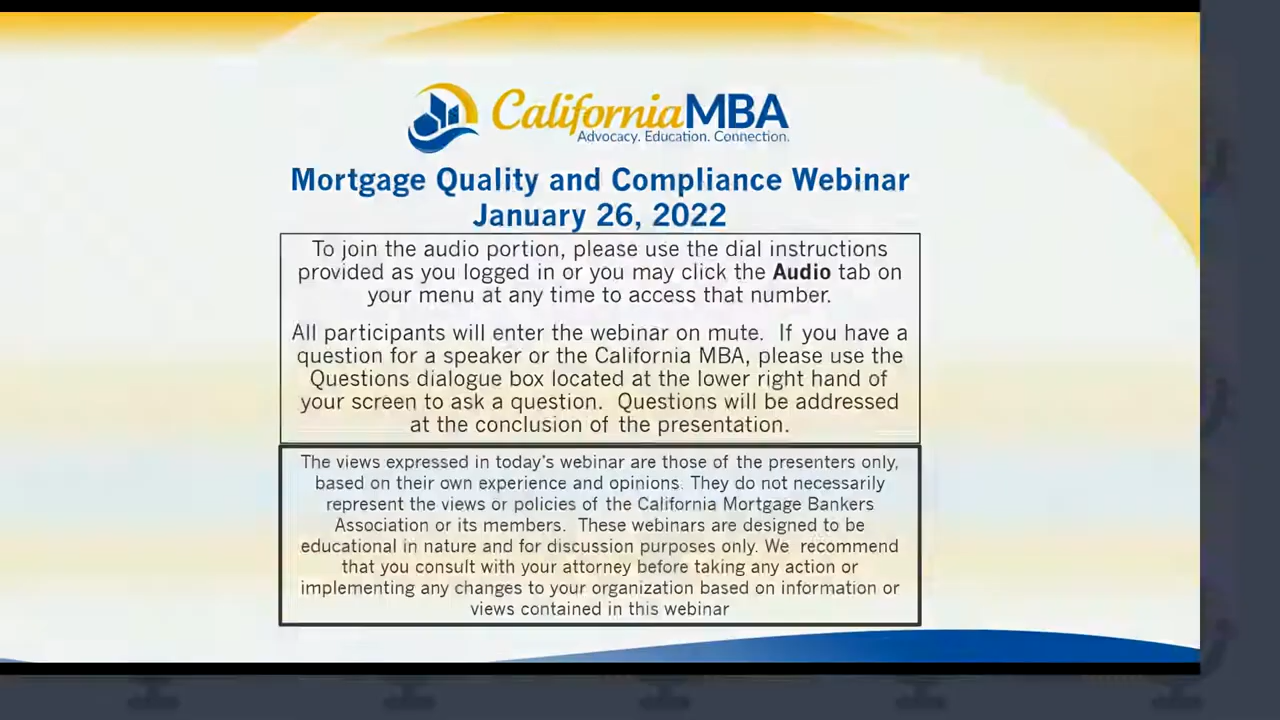 CaliforniaMBA
Advocacy. Education. Connection.
Mortgage Quality and Compliance Webinar
January 26, 2022
To join the audio portion, please use the dial instructions
provided as you logged in or you may click the Audio tab on
your menu at any time to access that number.
All participants will enter the webinar on mute.  If you have a
question for a speaker or the California MBA, please use the
Questions dialogue box located at the lower right hand of
your screen to ask a question.  Questions will be addressed
at the conclusion of the presentation.
The views expressed in today's webinar are those of the presenters only,
based on their own experience and opinions. They do not necessarily
represent the views or policies of the California Mortgage Bankers
Association or its members.  These webinars are designed to be
educational in nature and for discussion purposes only. We  recommend
that you consult with your attorney before taking any action or
implementing any changes to your organization based on information or
views contained in this webinar